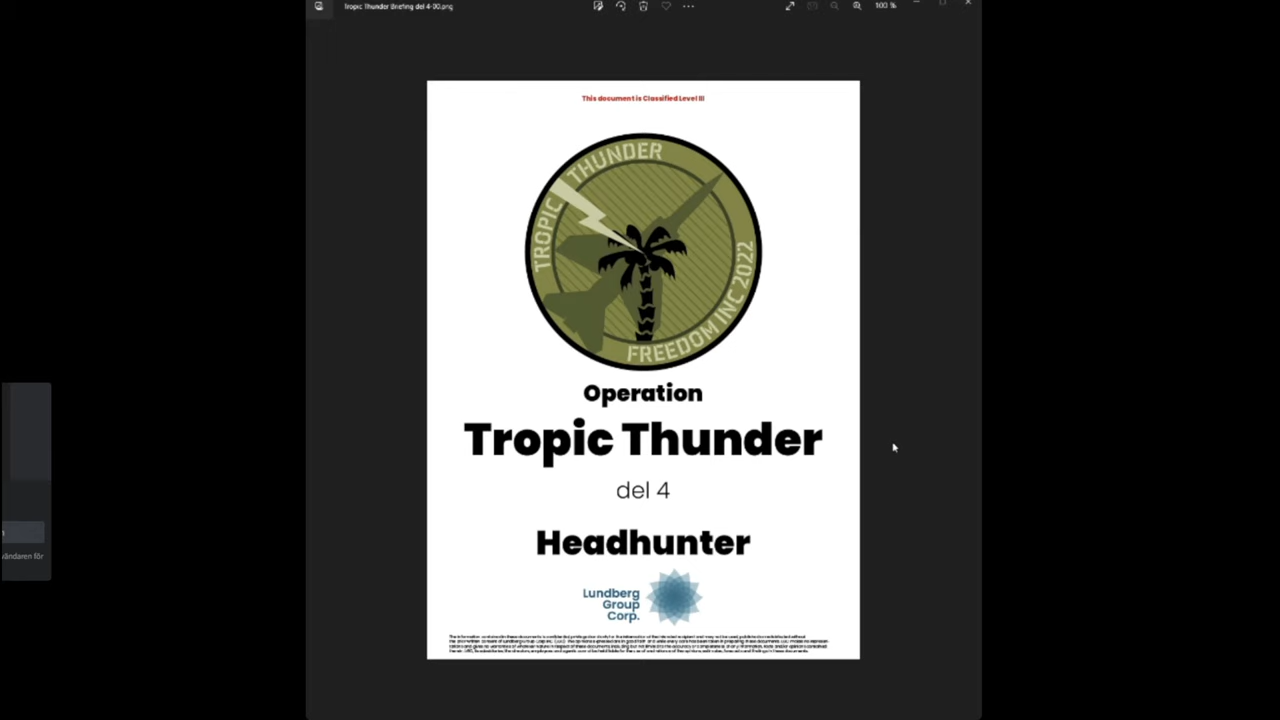 Tropic Thunder Briefing del 4-00.png
100 %
This document is Classified Level III
TROPIC THUNDER
FREEDOM INC 2022
Operation
Tropic Thunder
del 4
Headhunter
Lundberg
Group
Corp.
användaren för